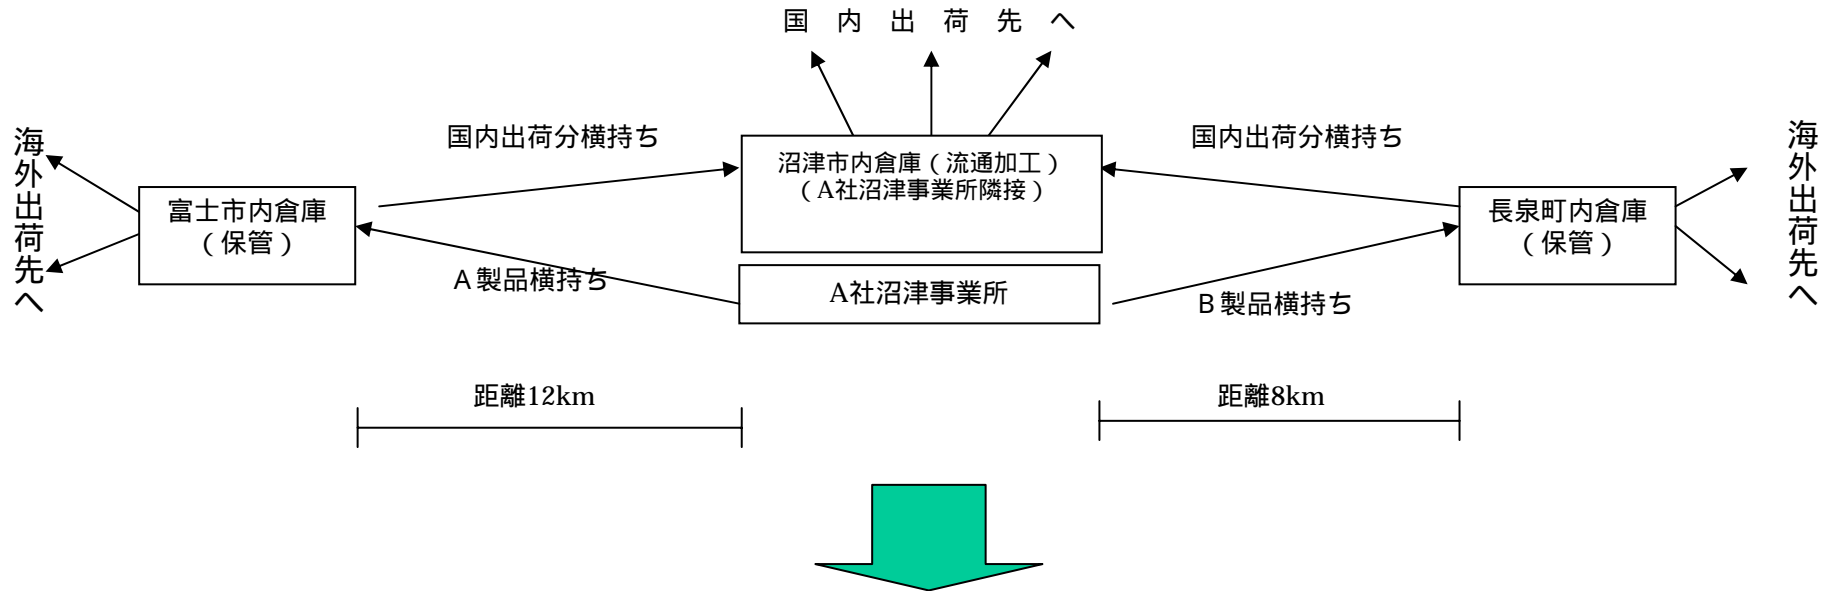 国 内 出 荷 先 へ
海外出荷先へ
国内出荷分横持ち
沼津市内倉庫（流通加工）
（A社沼津事業所隣接）
国内出荷分横持ち
海外出荷先へ
富士市内倉庫
（保管）
長泉町内倉庫
（保管）
Ａ製品横持ち
A社沼津事業所
Ｂ製品横持ち
距離12km
距離8km